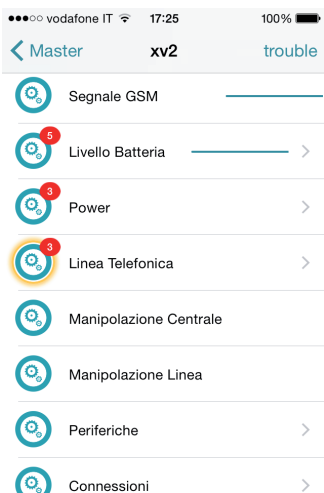 vodafone IT 17:25 100%
Master xv2 trouble
Segnale GSM
5
Livello Batteria
3
Power
3
Linea Telefonica
Manipolazione Centrale
Manipolazione Linea
Periferiche
Connessioni